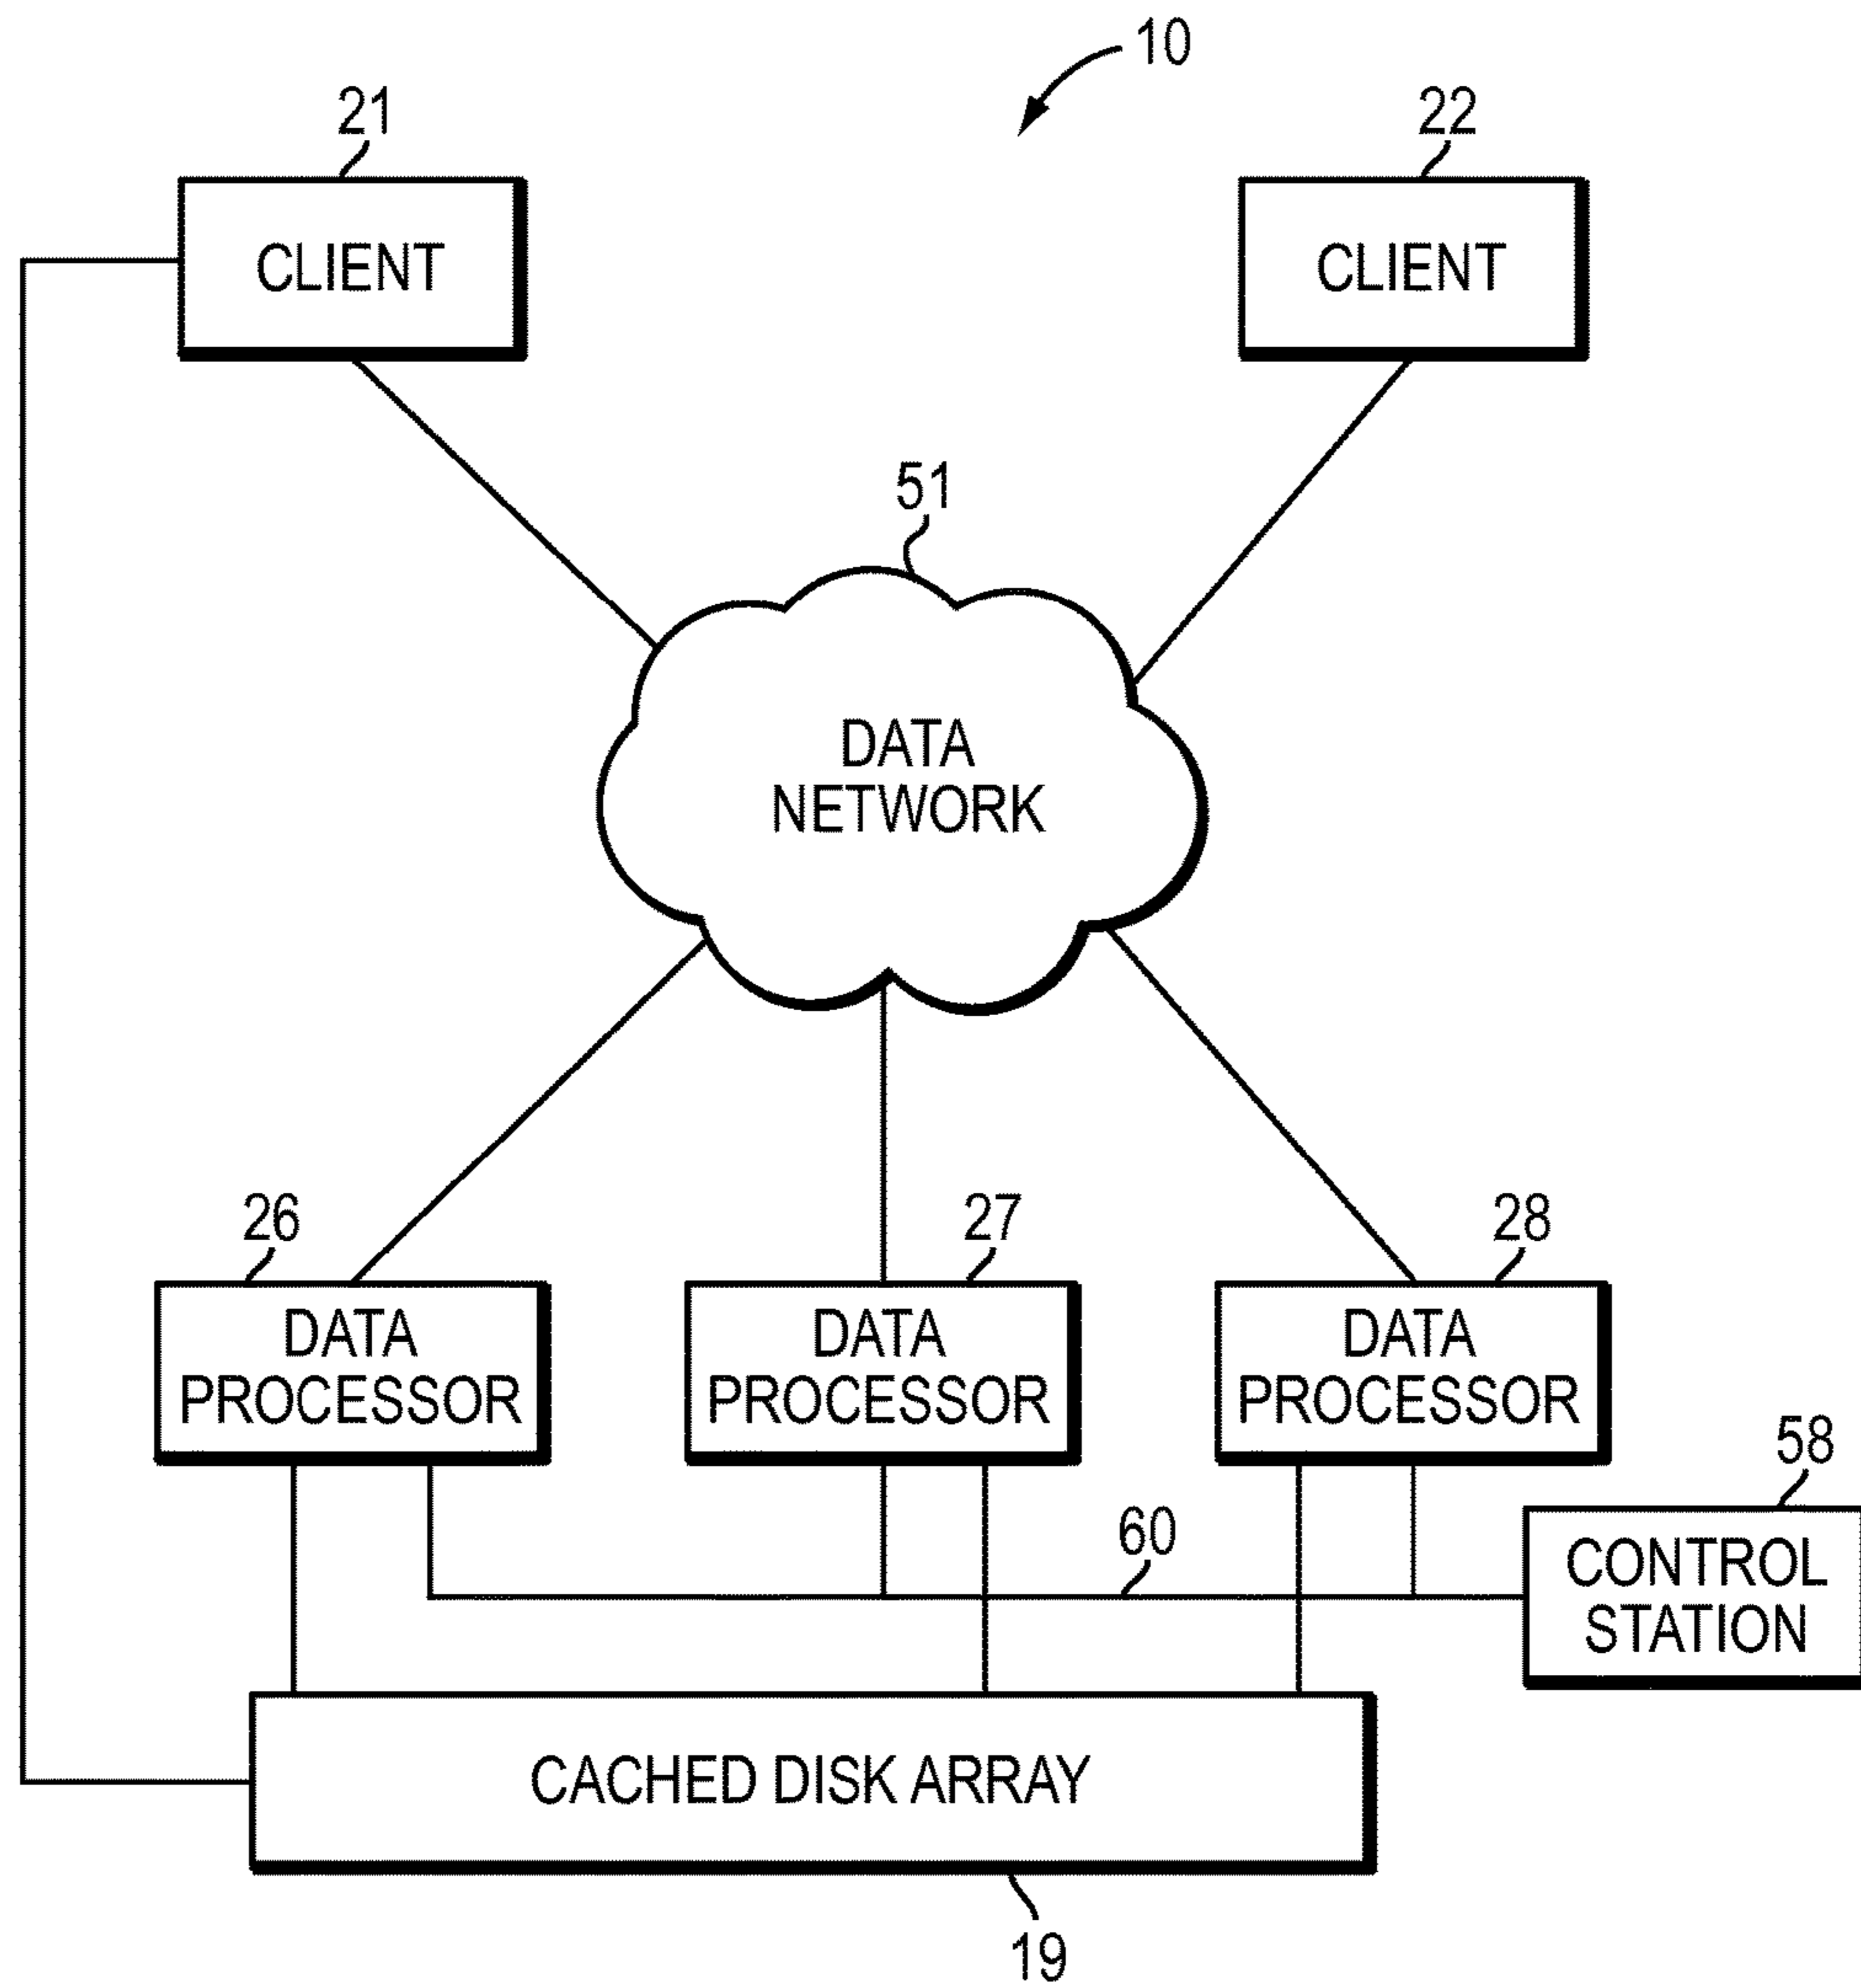 10
21
22
CLIENT
CLIENT
51
DATA
NETWORK
26
27
28
DATA
PROCESSOR
DATA
PROCESSOR
DATA
PROCESSOR
58
60
CONTROL
STATION
CACHED DISK ARRAY
19